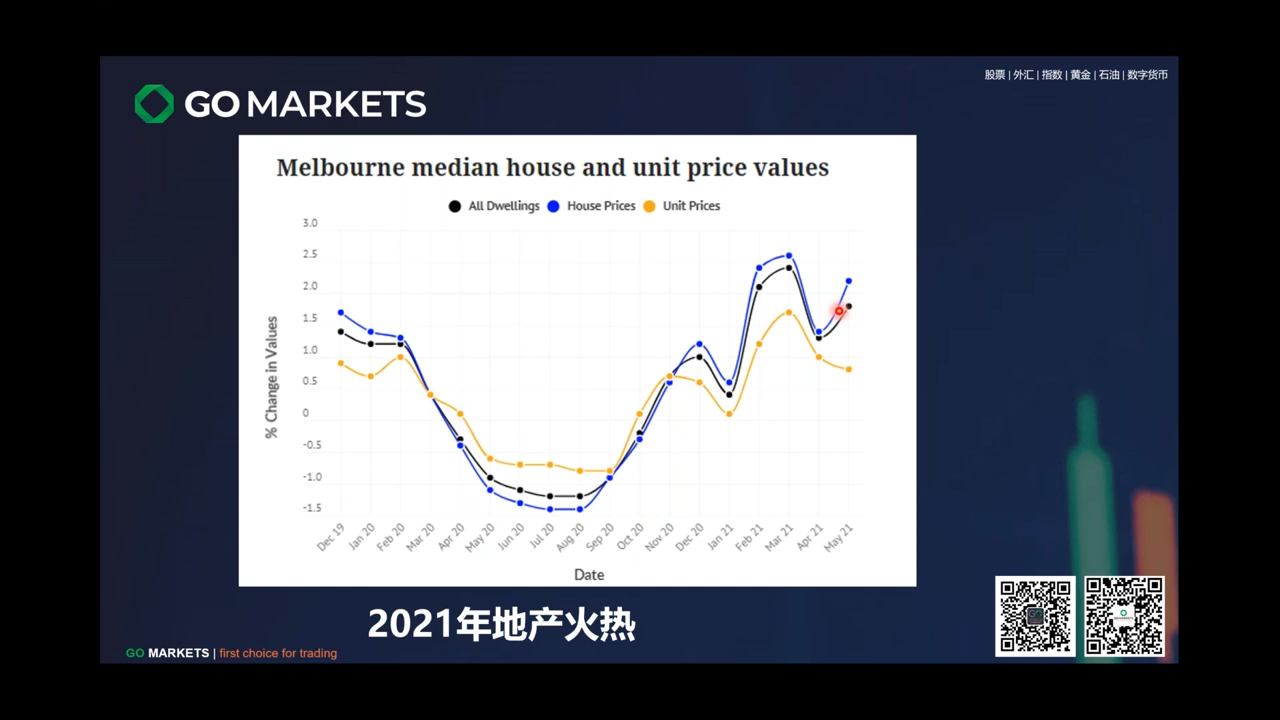 股票 | 外汇 | 指数 | 黄金 | 石油 | 数字货币
GO MARKETS
Melbourne median house and unit price values
All Dwellings House Prices Unit Prices
3.0
2.5
2.0
1.5
1.0
0.5
0
-0.5
-1.0
-1.5
% Change in Values
Dec 19 Jan 20 Feb 20 Mar 20 Apr 20 May 20 Jun 20 Jul 20 Aug 20 Sep 20 Oct 20 Nov 20 Dec 20 Jan 21 Feb 21 Mar 21 Apr 21 May 21
Date
2021年地产火热
GO MARKETS | first choice for trading